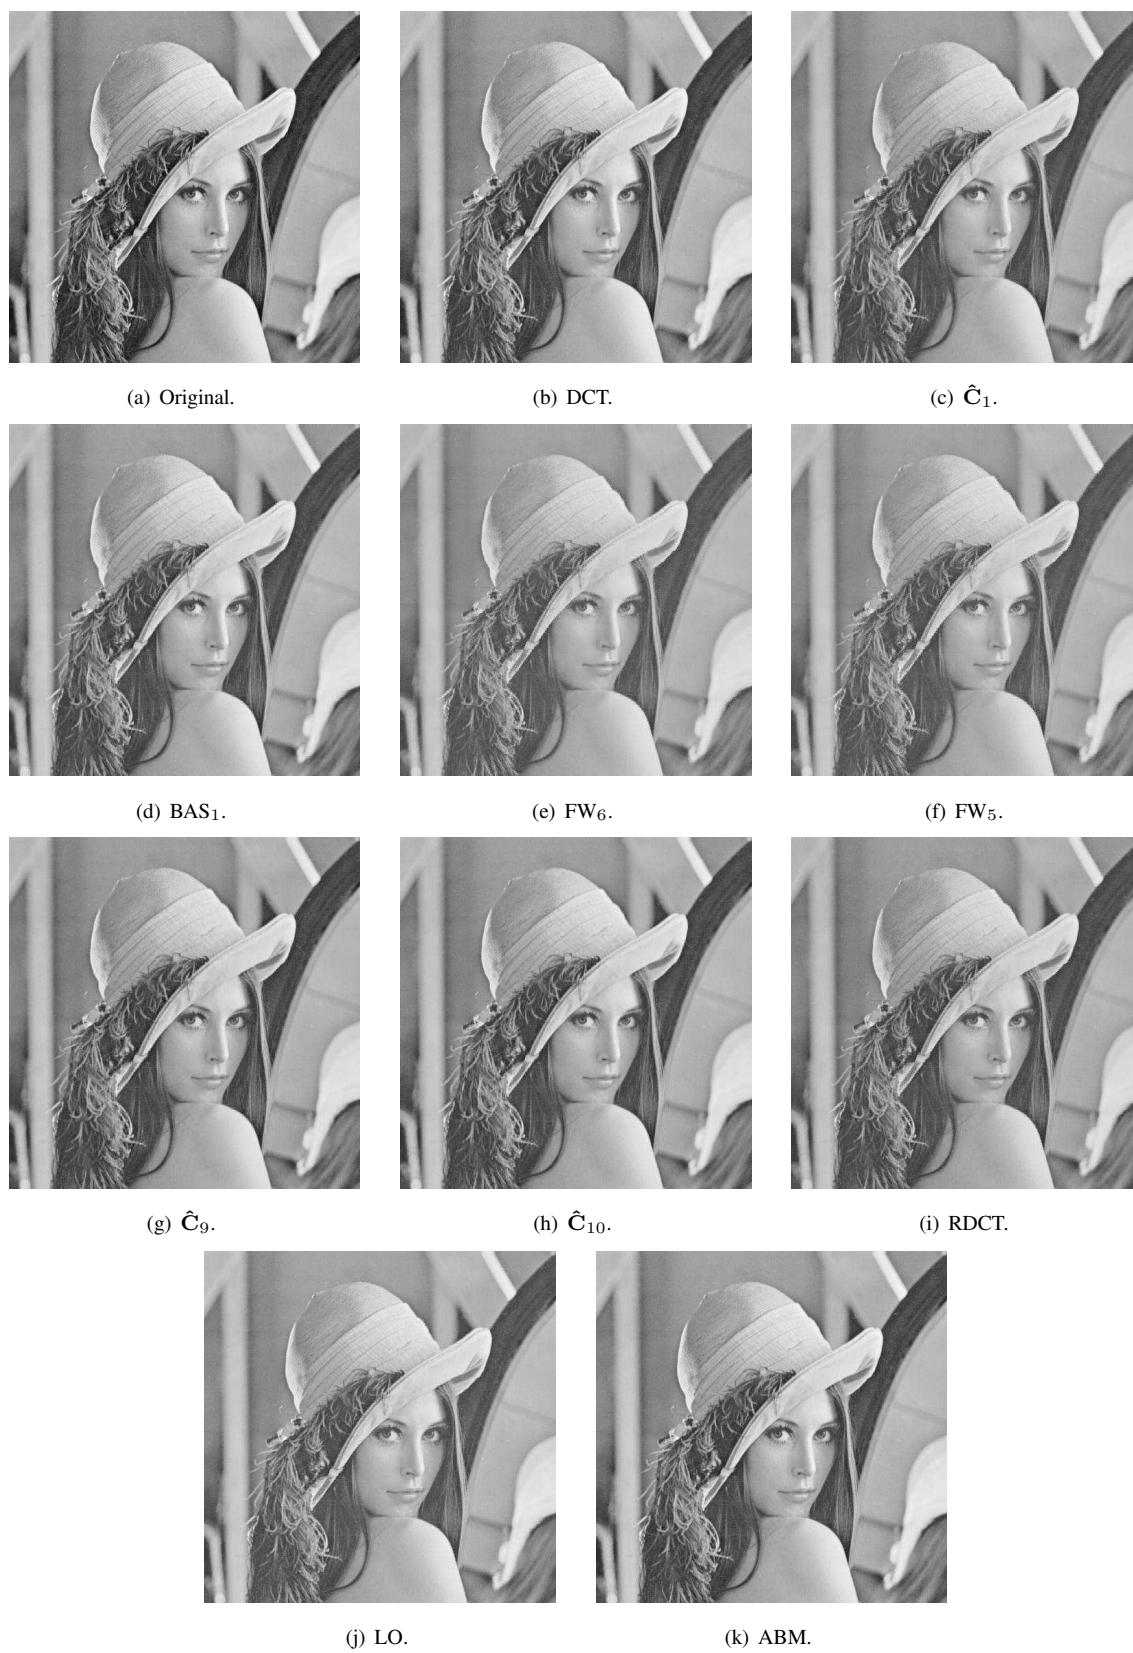 (a) Original.
(b) DCT.
(c) Ĉ₁.
(d) BAS₁.
(e) FW₆.
(f) FW₅.
(g) Ĉ₉.
(h) Ĉ₁₀.
(i) RDCT.
(j) LO.
(k) ABM.